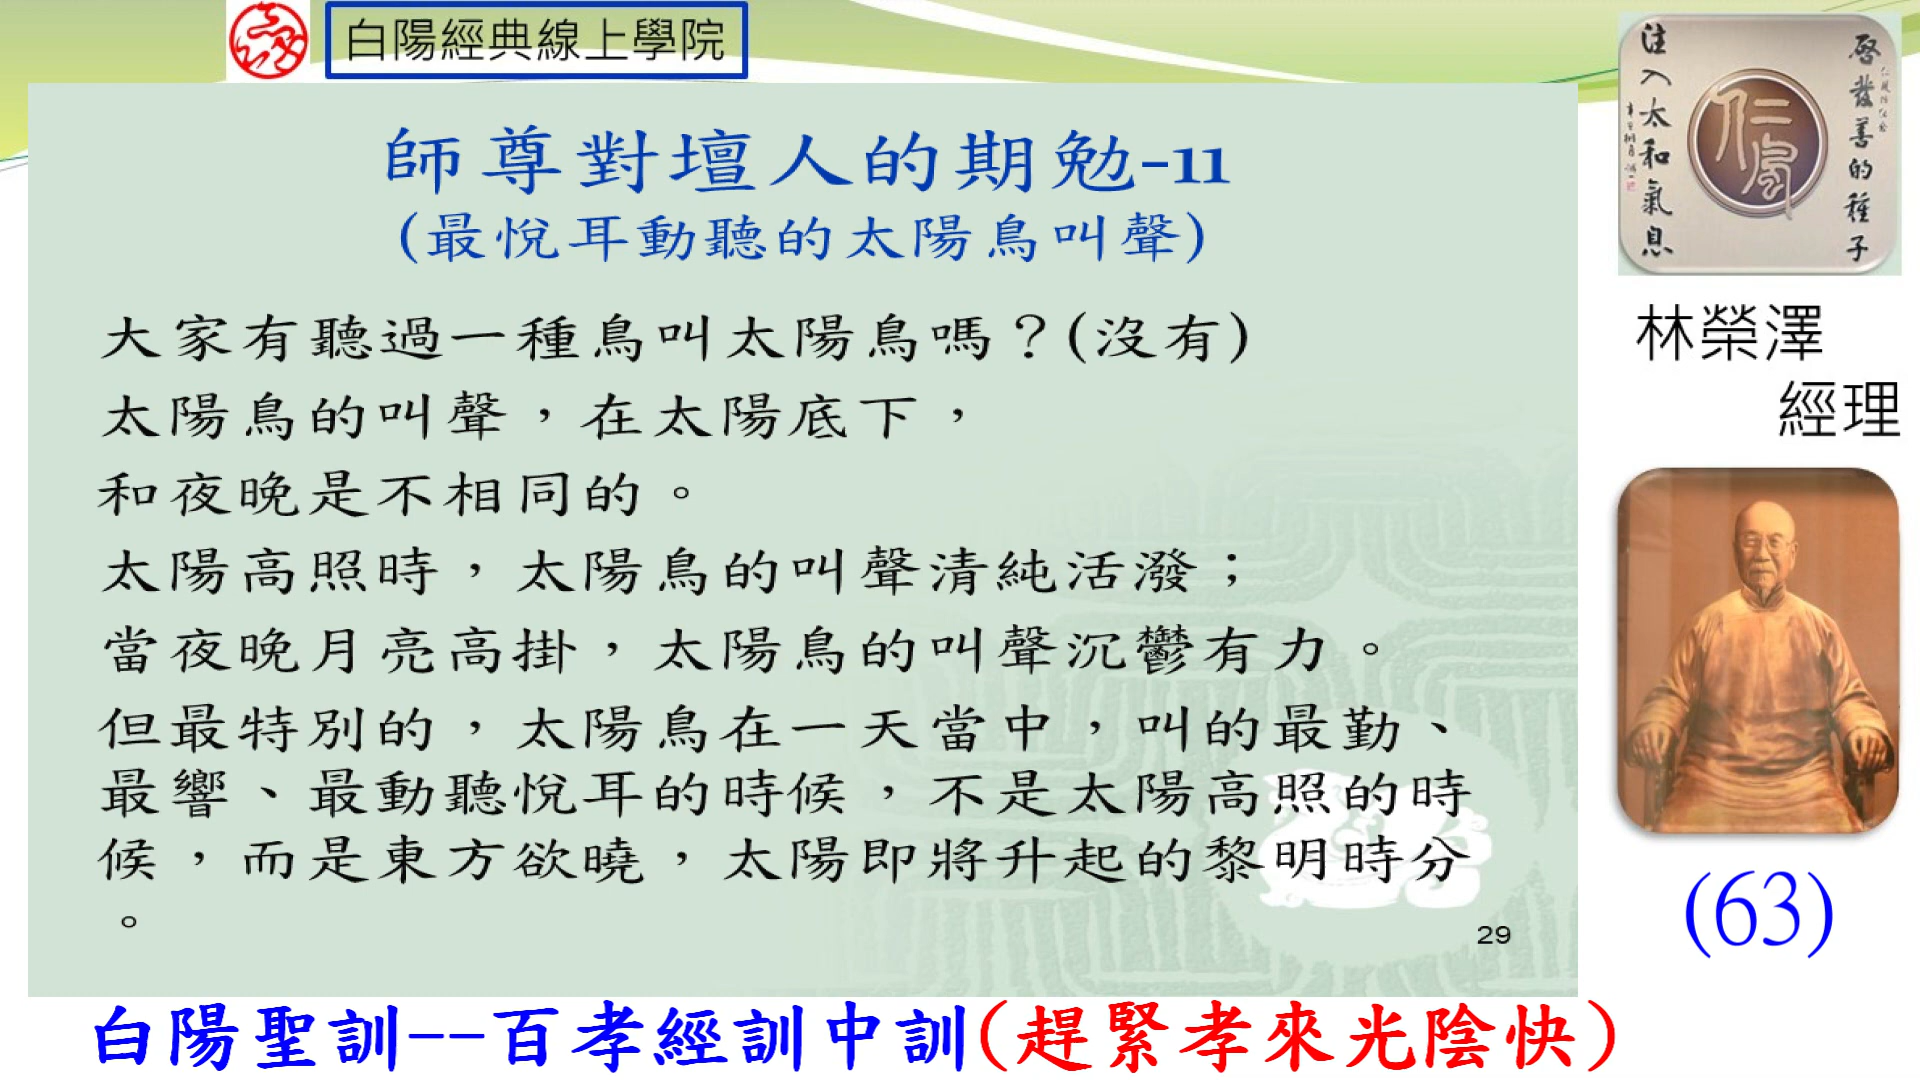 白陽經典線上學院
師尊對壇人的期勉-11
(最悅耳動聽的太陽鳥叫聲)
大家有聽過一種鳥叫太陽鳥嗎？(沒有)
太陽鳥的叫聲，在太陽底下，
和夜晚是不相同的。
太陽高照時，太陽鳥的叫聲清純活潑；
當夜晚月亮高掛，太陽鳥的叫聲沉鬱有力。
但最特別的，太陽鳥在一天當中，叫的最勤、
最響、最動聽悅耳的時候，不是太陽高照的時
候，而是東方欲曉，太陽即將升起的黎明時分
。
29
啓發善的種子
注入太和氣息
仁風
林榮澤
經理
(63)
白陽聖訓--百孝經訓中訓(趕緊孝來光陰快)